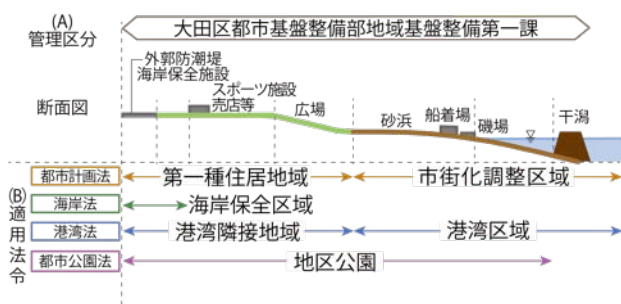 (A)
管理区分
大田区都市基盤整備部地域基盤整備第一課
外郭防潮堤
海岸保全施設
スポーツ施設
売店等
広場
砂浜
船着場
磯場
干潟
断面図
(B)適用法令
都市計画法
第一種住居地域
市街化調整区域
海岸法
海岸保全区域
港湾法
港湾隣接地域
港湾区域
都市公園法
地区公園